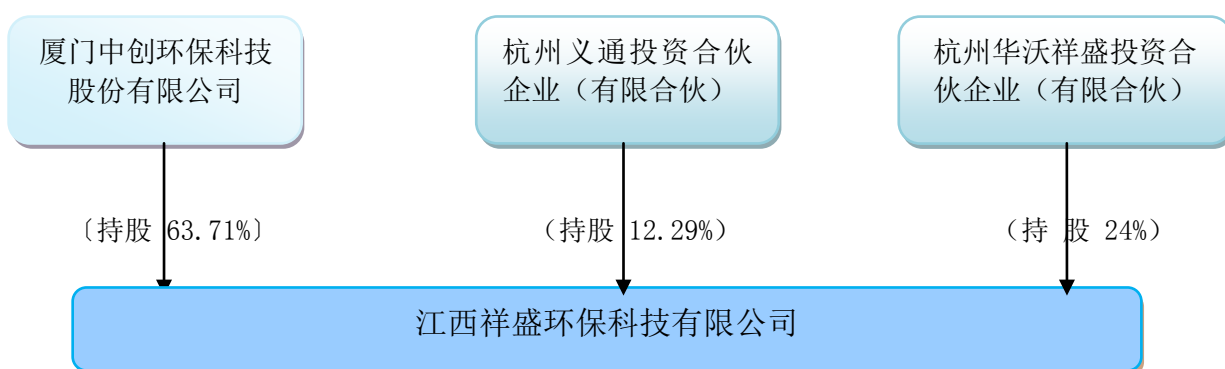 厦门中创环保科技
股份有限公司
杭州义通投资合伙
企业（有限合伙）
杭州华沃祥盛投资合
伙企业（有限合伙）
〔持股 63.71%〕
（持股 12.29%）
（持 股 24%）
江西祥盛环保科技有限公司